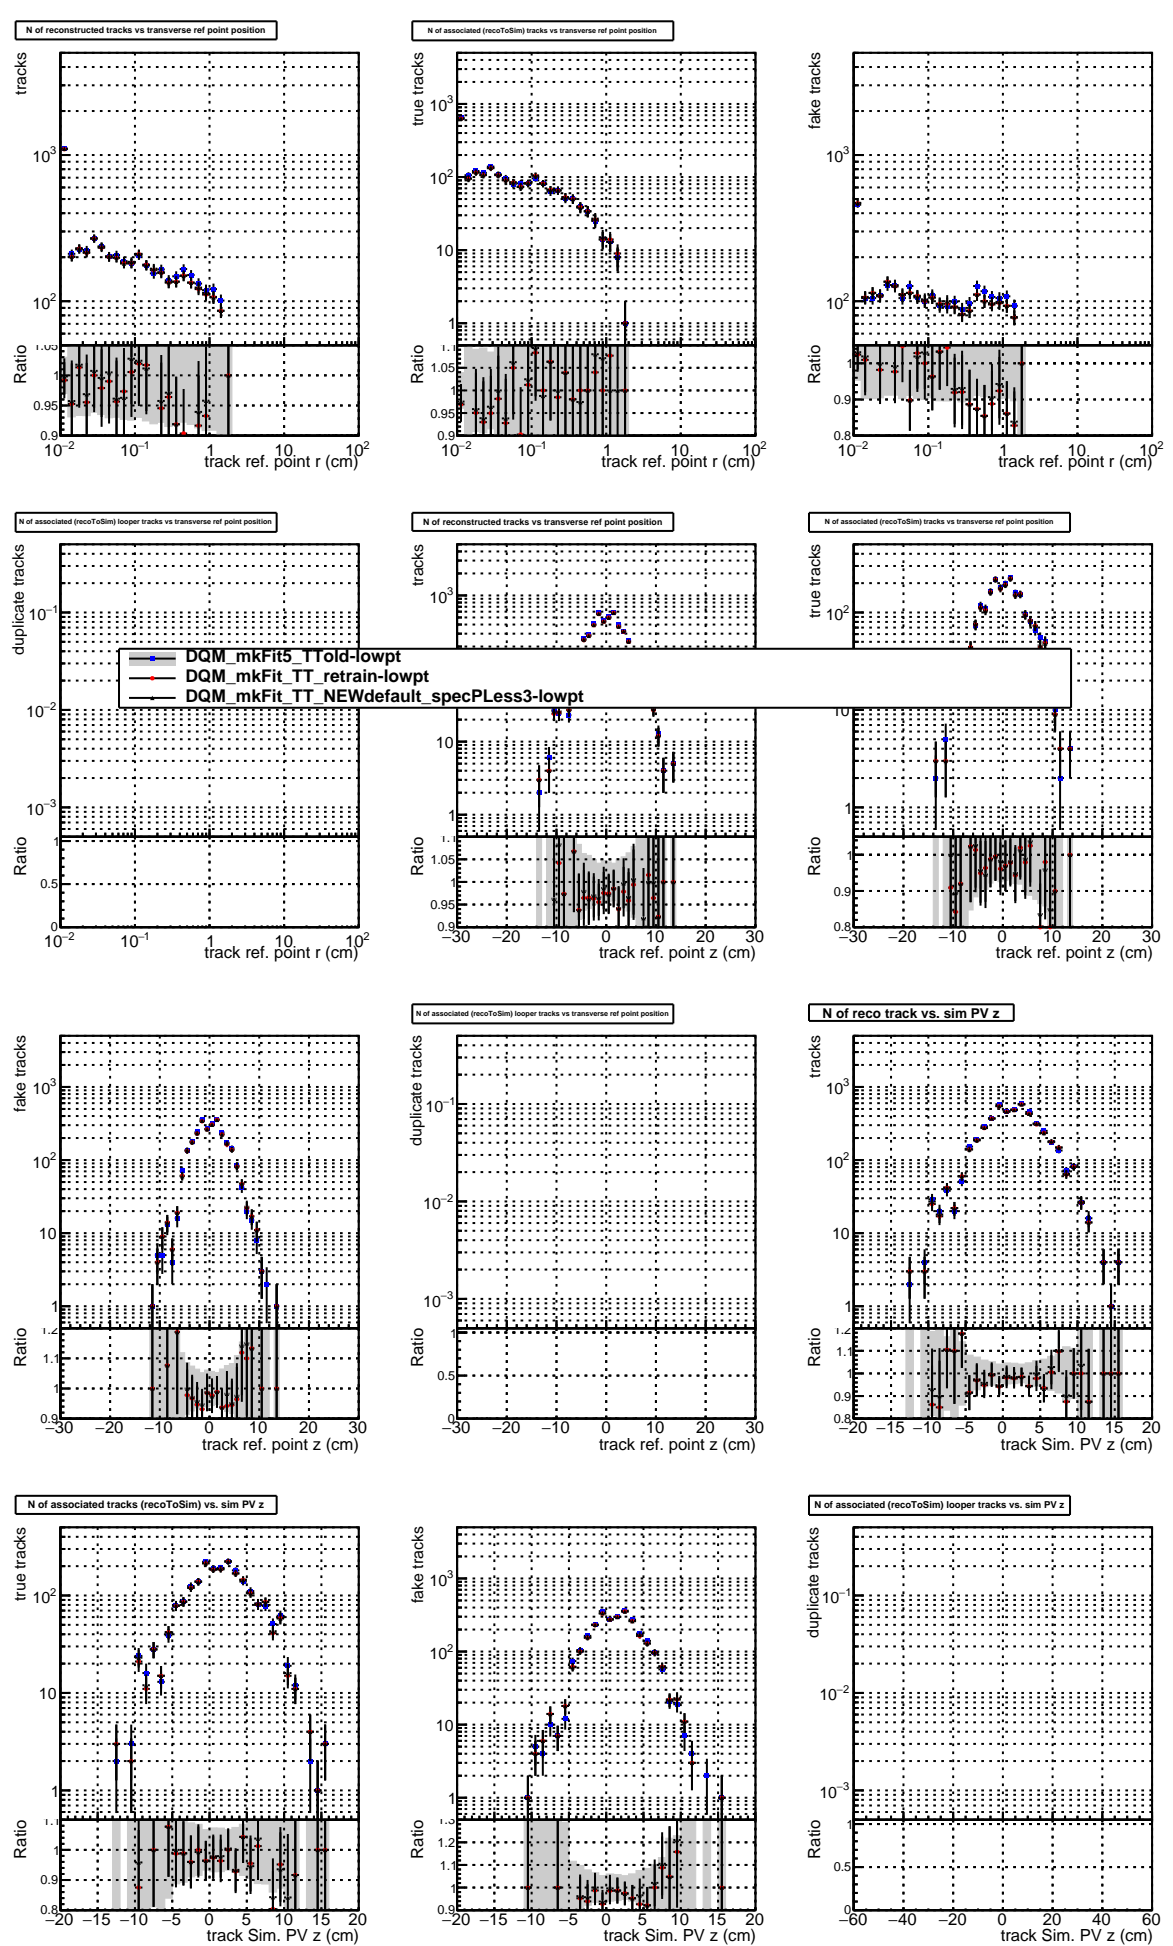 N of reconstructed tracks vs transverse ref point position
tracks
10³
10²
Ratio
1.05
1
0.95
0.9
10⁻² 10⁻¹ 1 10 10²
track ref. point r (cm)
N of associated (recoToSim) tracks vs transverse ref point position
true tracks
10³
10²
10
1
Ratio
1.1
1.05
1
0.95
0.9
10⁻² 10⁻¹ 1 10 10²
track ref. point r (cm)
fake tracks
10³
10²
Ratio
1
0.9
0.8
10⁻² 10⁻¹ 1 10 10²
track ref. point r (cm)
N of associated (recoToSim) looper tracks vs transverse ref point position
duplicate tracks
10⁻¹
10⁻²
10⁻³
Ratio
1
0.5
0
10⁻² 10⁻¹ 1 10 10²
track ref. point r (cm)
N of reconstructed tracks vs transverse ref point position
tracks
10³
10
1
Ratio
1.1
1.05
1
0.95
0.9
−30 −20 −10 0 10 20 30
track ref. point z (cm)
N of associated (recoToSim) tracks vs transverse ref point position
true tracks
10²
10
1
Ratio
1
0.9
0.8
−30 −20 −10 0 10 20 30
track ref. point z (cm)
DQM_mkFit5_TTold-lowpt
DQM_mkFit_TT_retrain-lowpt
DQM_mkFit_TT_NEWdefault_specPLess3-lowpt
fake tracks
10³
10²
10
1
Ratio
1.2
1.1
1
0.9
−30 −20 −10 0 10 20 30
track ref. point z (cm)
N of associated (recoToSim) looper tracks vs transverse ref point position
duplicate tracks
10⁻¹
10⁻²
10⁻³
Ratio
1
0.5
0
−30 −20 −10 0 10 20 30
track ref. point z (cm)
N of reco track vs. sim PV z
tracks
10³
10²
10
1
Ratio
1.2
1.1
1
0.9
0.8
−20 −15 −10 −5 0 5 10 15 20
track Sim. PV z (cm)
N of associated tracks (recoToSim) vs. sim PV z
true tracks
10²
10
1
Ratio
1.1
1
0.9
0.8
−20 −15 −10 −5 0 5 10 15 20
track Sim. PV z (cm)
fake tracks
10³
10²
10
1
Ratio
1.3
1.2
1.1
1
0.9
−20 −15 −10 −5 0 5 10 15 20
track Sim. PV z (cm)
N of associated (recoToSim) looper tracks vs. sim PV z
duplicate tracks
10⁻¹
10⁻²
10⁻³
Ratio
1
0.5
0
−60 −40 −20 0 20 40 60
track Sim. PV z (cm)